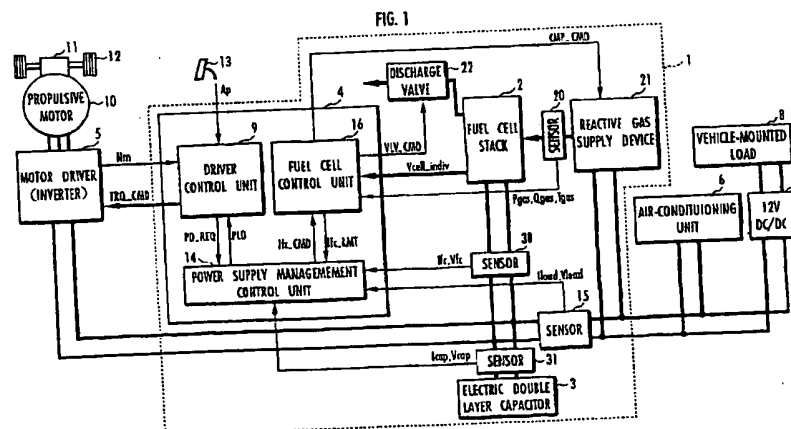 FIG. 1
11
12
13
CMP_CMD
1
PROPULSIVE
MOTOR
10
Ap
4
DISCHARGE
VALVE
22
2
20
21
5
9
16
FUEL CELL
STACK
SENSOR
REACTIVE GAS
SUPPLY DEVICE
8
MOTOR DRIVER
(INVERTER)
Nm
TRQ_CMD
DRIVER
CONTROL UNIT
FUEL CELL
CONTROL UNIT
VLV_CMD
Vcell_indiv
VEHICLE-MOUNTED
LOAD
6
Pgas,Qgas,Tgas
AIR-CONDITUIONING
UNIT
12V
DC/DC
PD_REQ
PLD
Ifc_CMD
Ifc_LMT
30
14
POWER SUPPLY MANAGEMEMENT
CONTROL UNIT
Ifc,Vfc
SENSOR
Iload,Vload
15
SENSOR
Icap,Vcap
SENSOR
31
ELECTRIC DOUBLE
LAYER CAPACITOR
3